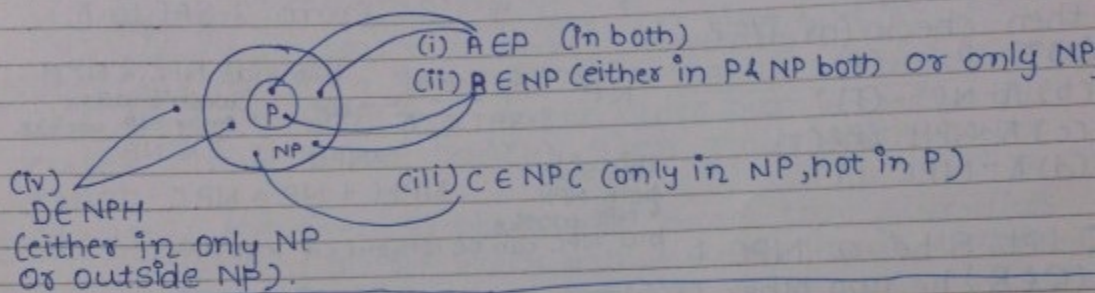 (i) A ∈ P (In both)
(ii) B ∈ NP (either in P & NP both or only NP
P
NP
(iii) C ∈ NPC (only in NP, not in P)
(iv)
D ∈ NPH
(either in only NP
or outside NP).